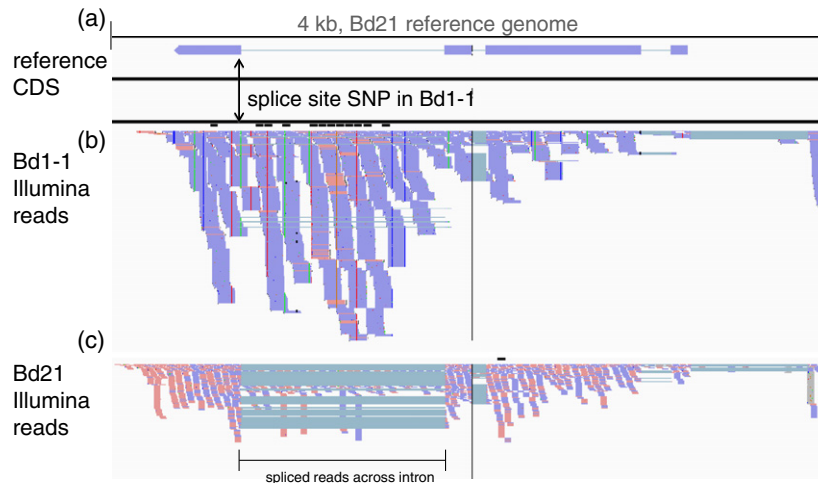 (a)
4 kb, Bd21 reference genome
reference
CDS
splice site SNP in Bd1-1
(b)
Bd1-1
Illumina
reads
(c)
Bd21
Illumina
reads
spliced reads across intron